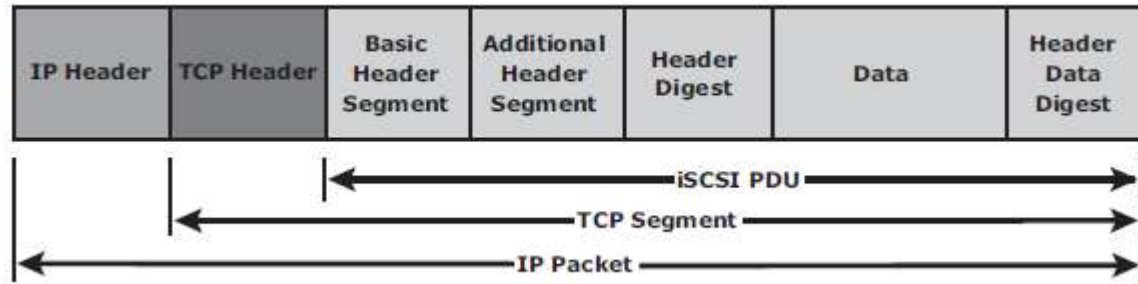 IP Header
TCP Header
Basic
Header
Segment
Additional
Header
Segment
Header
Digest
Data
Header
Data
Digest
iSCSI PDU
TCP Segment
IP Packet